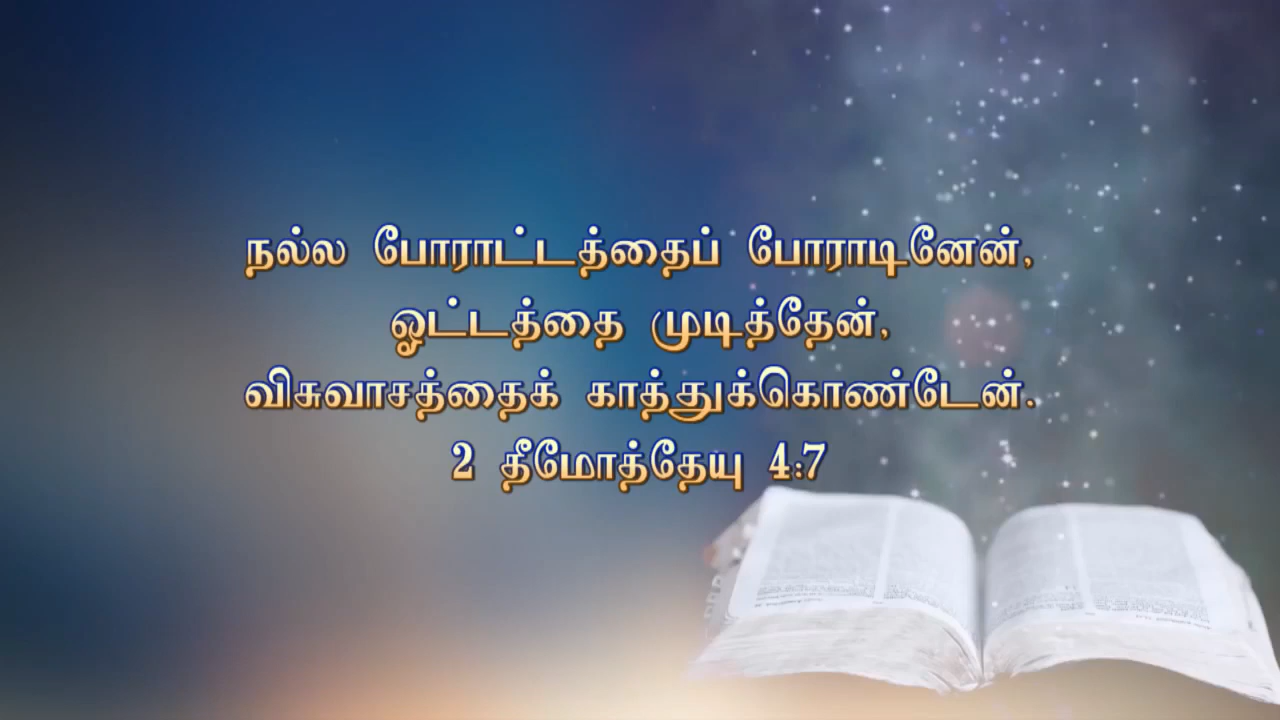 நல்ல போராட்டத்தைப் போராடினேன்,
ஓட்டத்தை முடித்தேன்,
விசுவாசத்தைக் காத்துக்கொண்டேன்.
2 தீமோத்தேயு 4:7